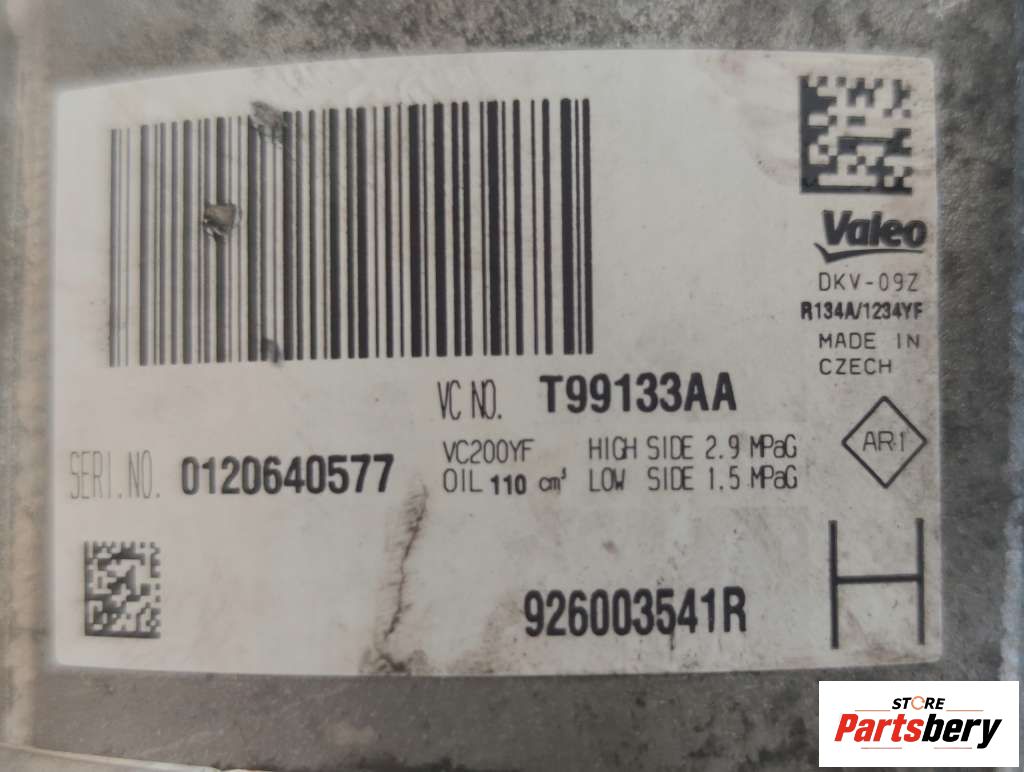 Valeo
DKV-09Z
R134A/1234YF
MADE IN
CZECH
VC NO. T99133AA
SERI.NO. 0120640577
VC200YF HIGH SIDE 2.9 MPaG
OIL 110 cm³ LOW SIDE 1.5 MPaG
AR1
926003541R
H
STORE
Partsbery